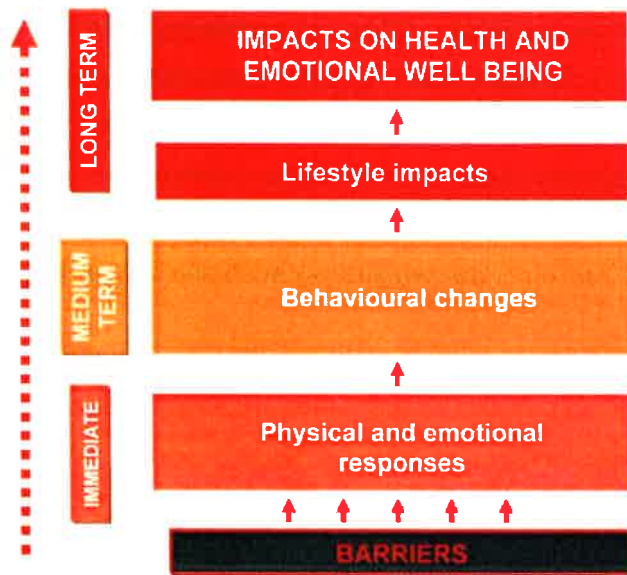 LONG TERM
IMPACTS ON HEALTH AND
EMOTIONAL WELL BEING
Lifestyle impacts
MEDIUM
TERM
Behavioural changes
IMMEDIATE
Physical and emotional
responses
BARRIERS